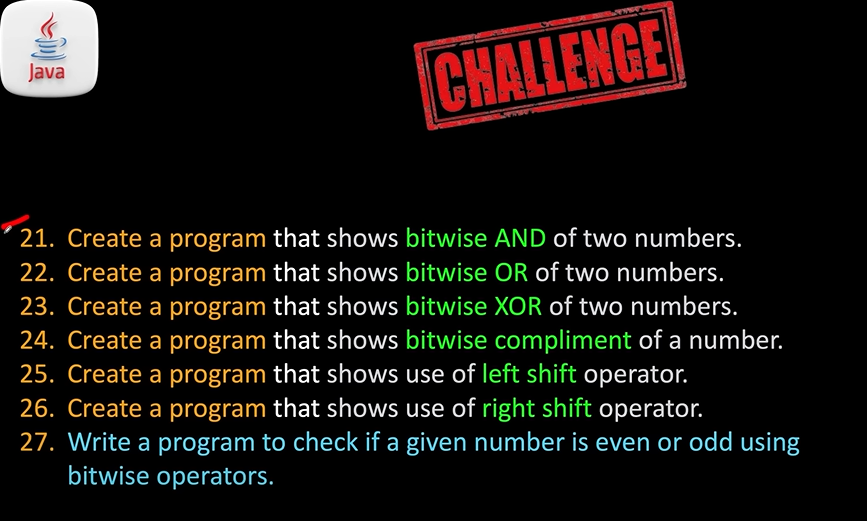 Java
CHALLENGE
21. Create a program that shows bitwise AND of two numbers.
22. Create a program that shows bitwise OR of two numbers.
23. Create a program that shows bitwise XOR of two numbers.
24. Create a program that shows bitwise compliment of a number.
25. Create a program that shows use of left shift operator.
26. Create a program that shows use of right shift operator.
27. Write a program to check if a given number is even or odd using
bitwise operators.